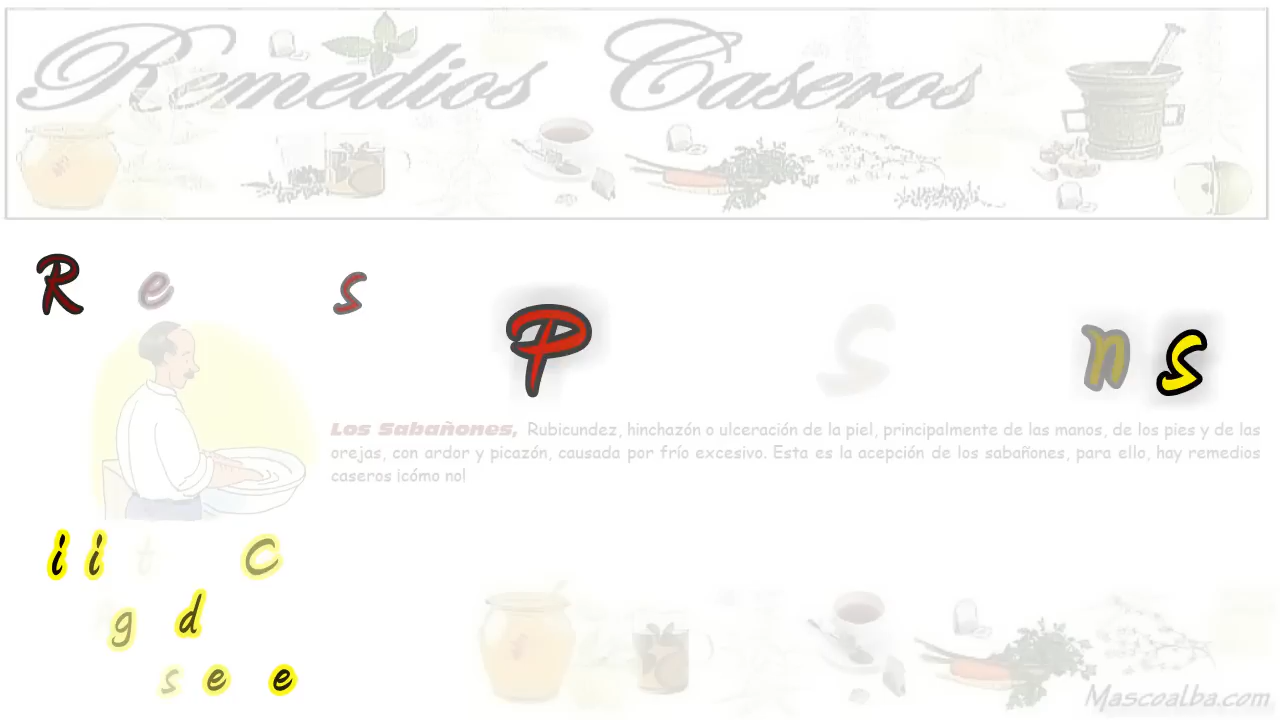 Remedios Caseros
R e s
P S n s
Los Sabañones, Rubicundez, hinchazón o ulceración de la piel, principalmente de las manos, de los pies y de las
orejas, con ardor y picazón, causada por frío excesivo. Esta es la acepción de los sabañones, para ello, hay remedios
caseros ¡cómo no!
i i t C
g d
s e e
Mascoalba.com